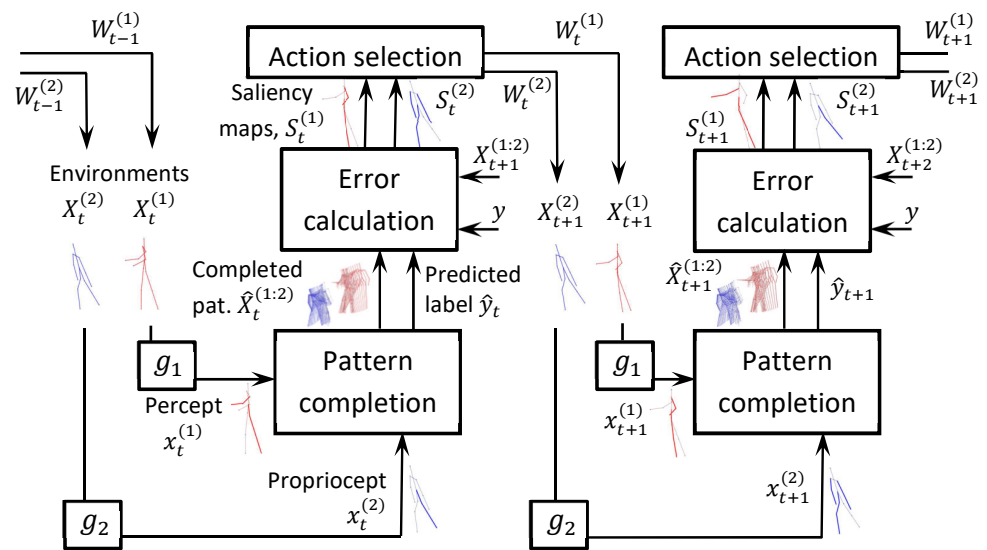 W_{t-1}^{(1)}
W_{t-1}^{(2)}
Environments
X_t^{(2)} X_t^{(1)}
g_1
Percept
x_t^{(1)}
g_2
Action selection
Saliency
maps, S_t^{(1)}
S_t^{(2)}
Error
calculation
X_{t+1}^{(1:2)}
y
Completed
pat. X̂_t^{(1:2)}
Predicted
label ŷ_t
Pattern
completion
Propriocept
x_t^{(2)}
W_t^{(1)}
W_t^{(2)}
X_{t+1}^{(2)} X_{t+1}^{(1)}
g_1
x_{t+1}^{(1)}
g_2
Action selection
S_{t+1}^{(1)}
S_{t+1}^{(2)}
Error
calculation
X_{t+2}^{(1:2)}
y
X̂_{t+1}^{(1:2)}
ŷ_{t+1}
Pattern
completion
x_{t+1}^{(2)}
W_{t+1}^{(1)}
W_{t+1}^{(2)}